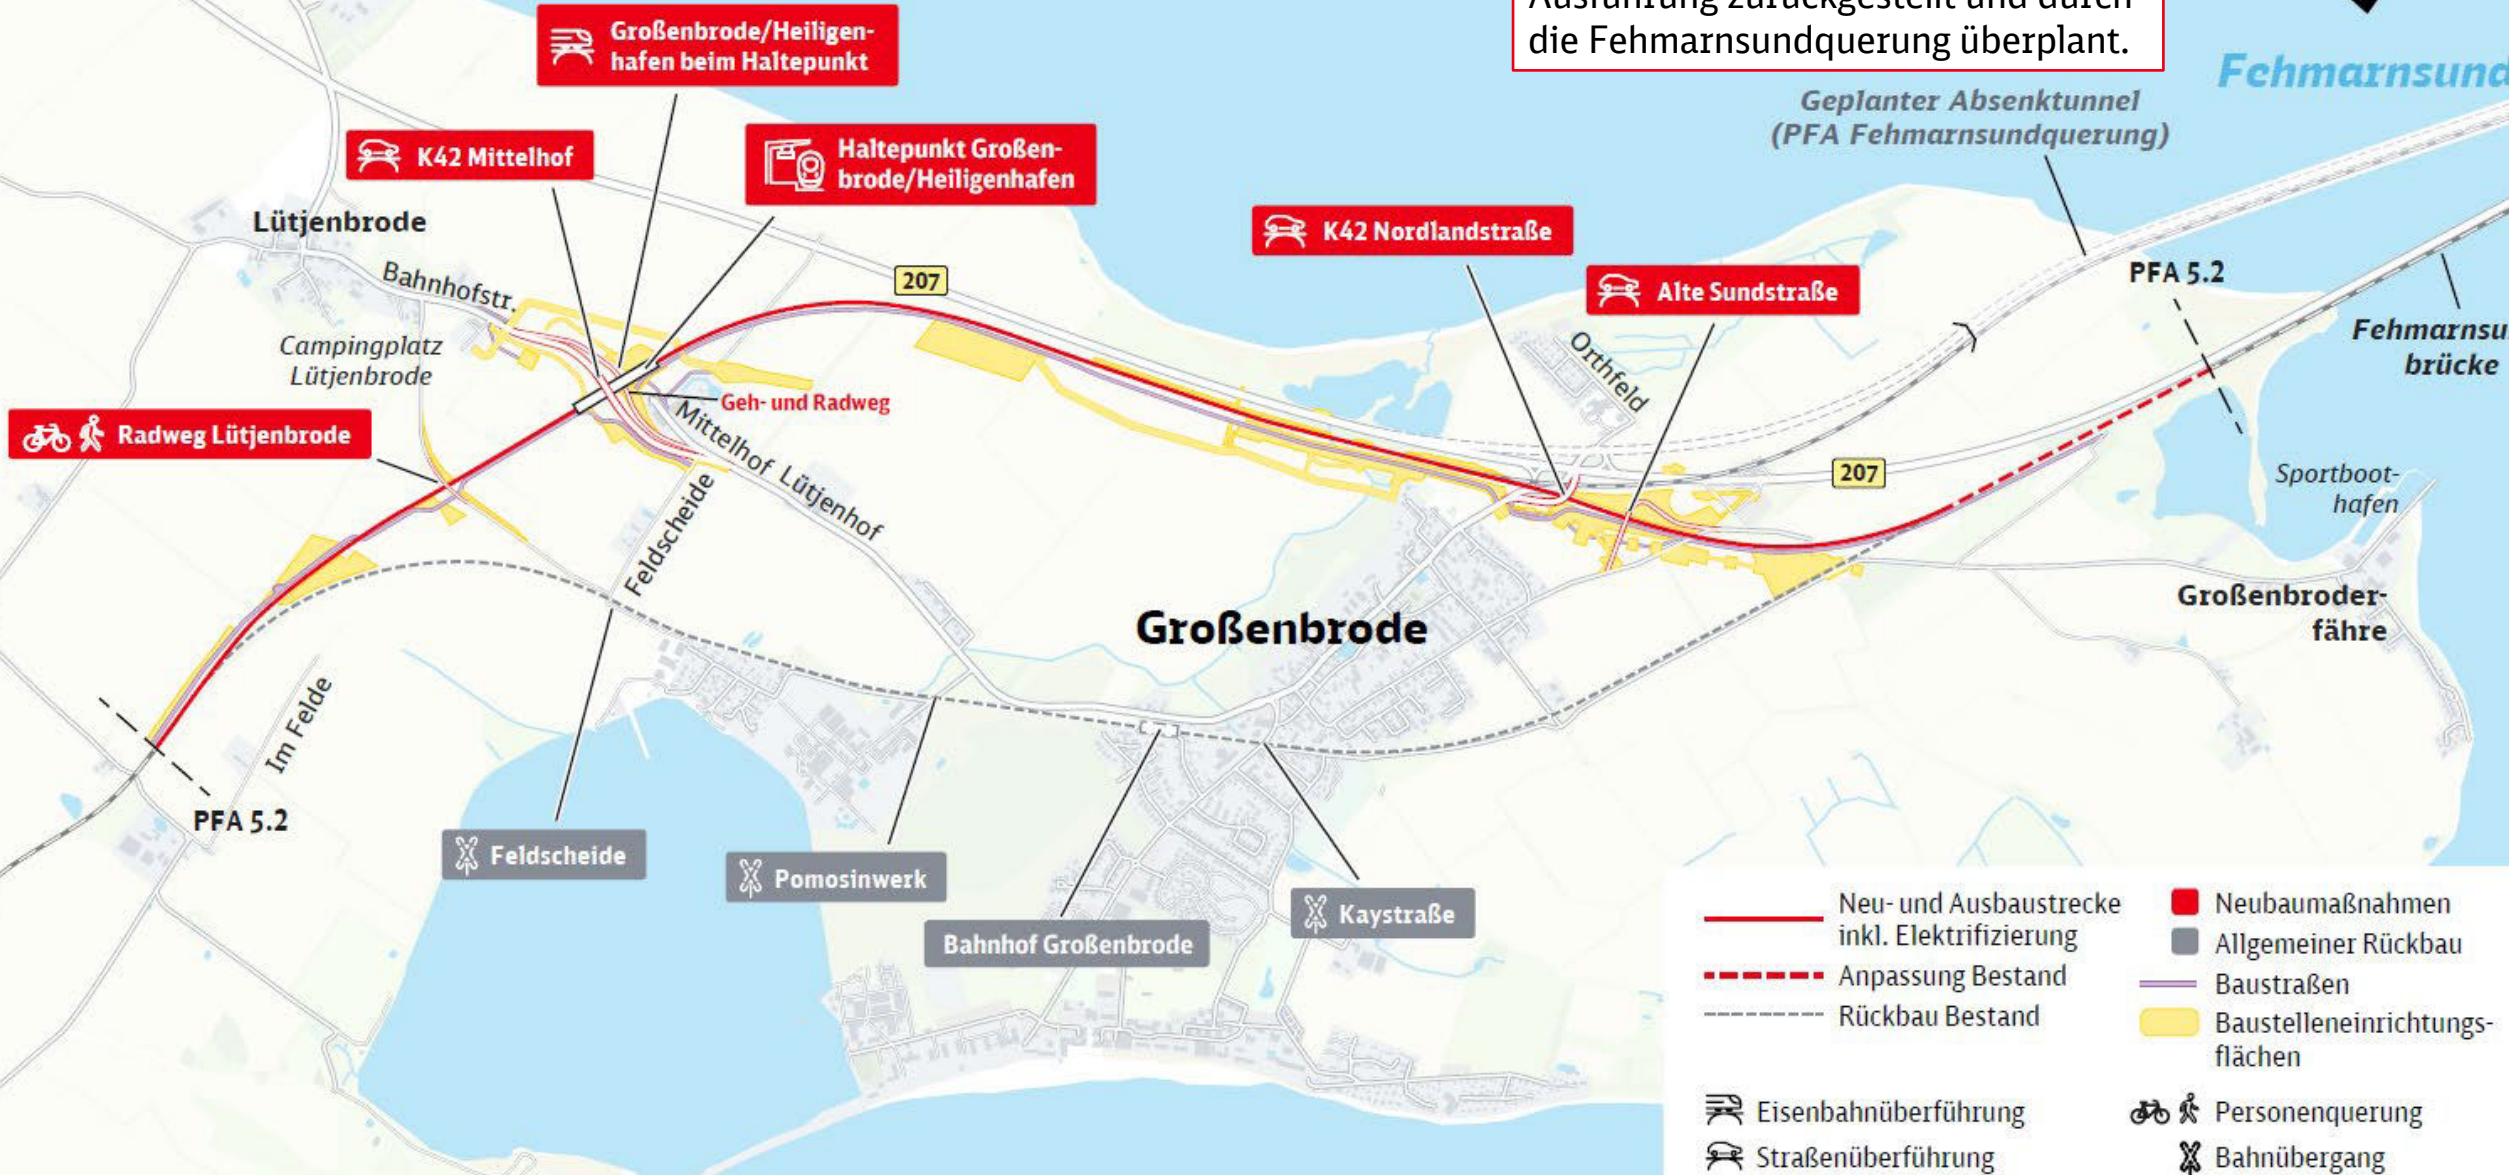 Ausführung zurückgestellt und durch
die Fehmarnsundquerung überplant.
Großenbrode/Heiligen-
hafen beim Haltepunkt
Fehmarnsund
Geplanter Absenktunnel
(PFA Fehmarnsundquerung)
K42 Mittelhof
Haltepunkt Großen-
brode/Heiligenhafen
Lütjenbrode
K42 Nordlandstraße
Bahnhofstr.
207
Alte Sundstraße
PFA 5.2
Campingplatz
Lütjenbrode
Orthfeld
Fehmarnsu
brücke
Geh- und Radweg
Radweg Lütjenbrode
Mittelhof
Lütjenhof
207
Sportboot-
hafen
Feldscheide
Großenbrode
Großenbroder-
fähre
Im Felde
PFA 5.2
Feldscheide
Pomosinwerk
Bahnhof Großenbrode
Kaystraße
Neu- und Ausbaustrecke
inkl. Elektrifizierung
Anpassung Bestand
Rückbau Bestand
Neubaumaßnahmen
Allgemeiner Rückbau
Baustraßen
Baustelleneinrichtungs-
flächen
Eisenbahnüberführung
Straßenüberführung
Personenquerung
Bahnübergang